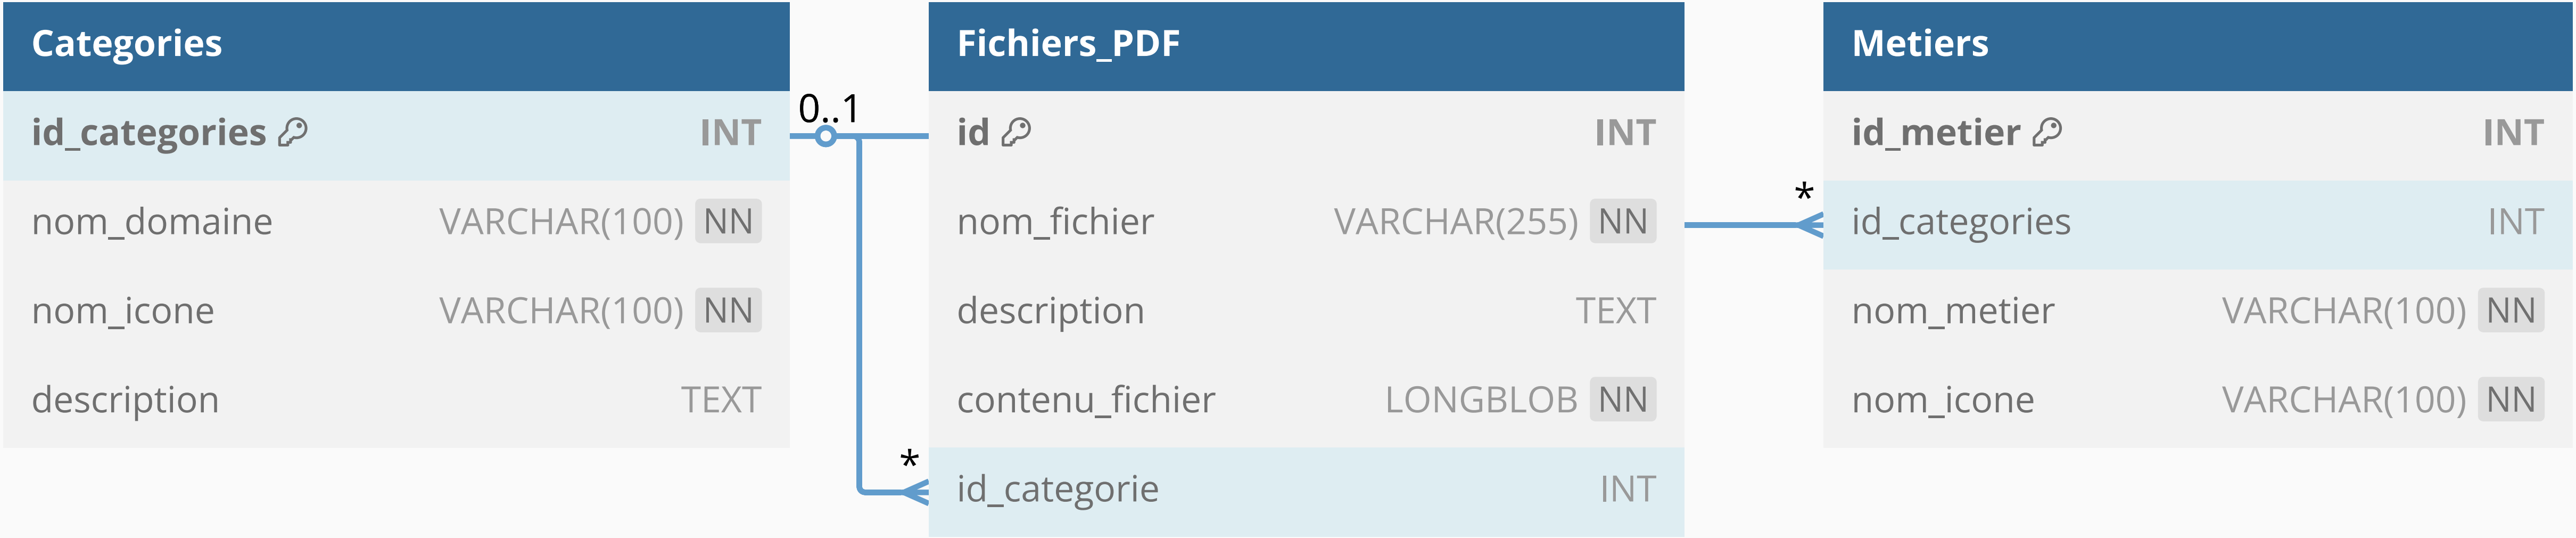 Categories
id_categories INT
nom_domaine VARCHAR(100) NN
nom_icone VARCHAR(100) NN
description TEXT
0..1
*
Fichiers_PDF
id INT
nom_fichier VARCHAR(255) NN
description TEXT
contenu_fichier LONGBLOB NN
id_categorie INT
*
Metiers
id_metier INT
id_categories INT
nom_metier VARCHAR(100) NN
nom_icone VARCHAR(100) NN